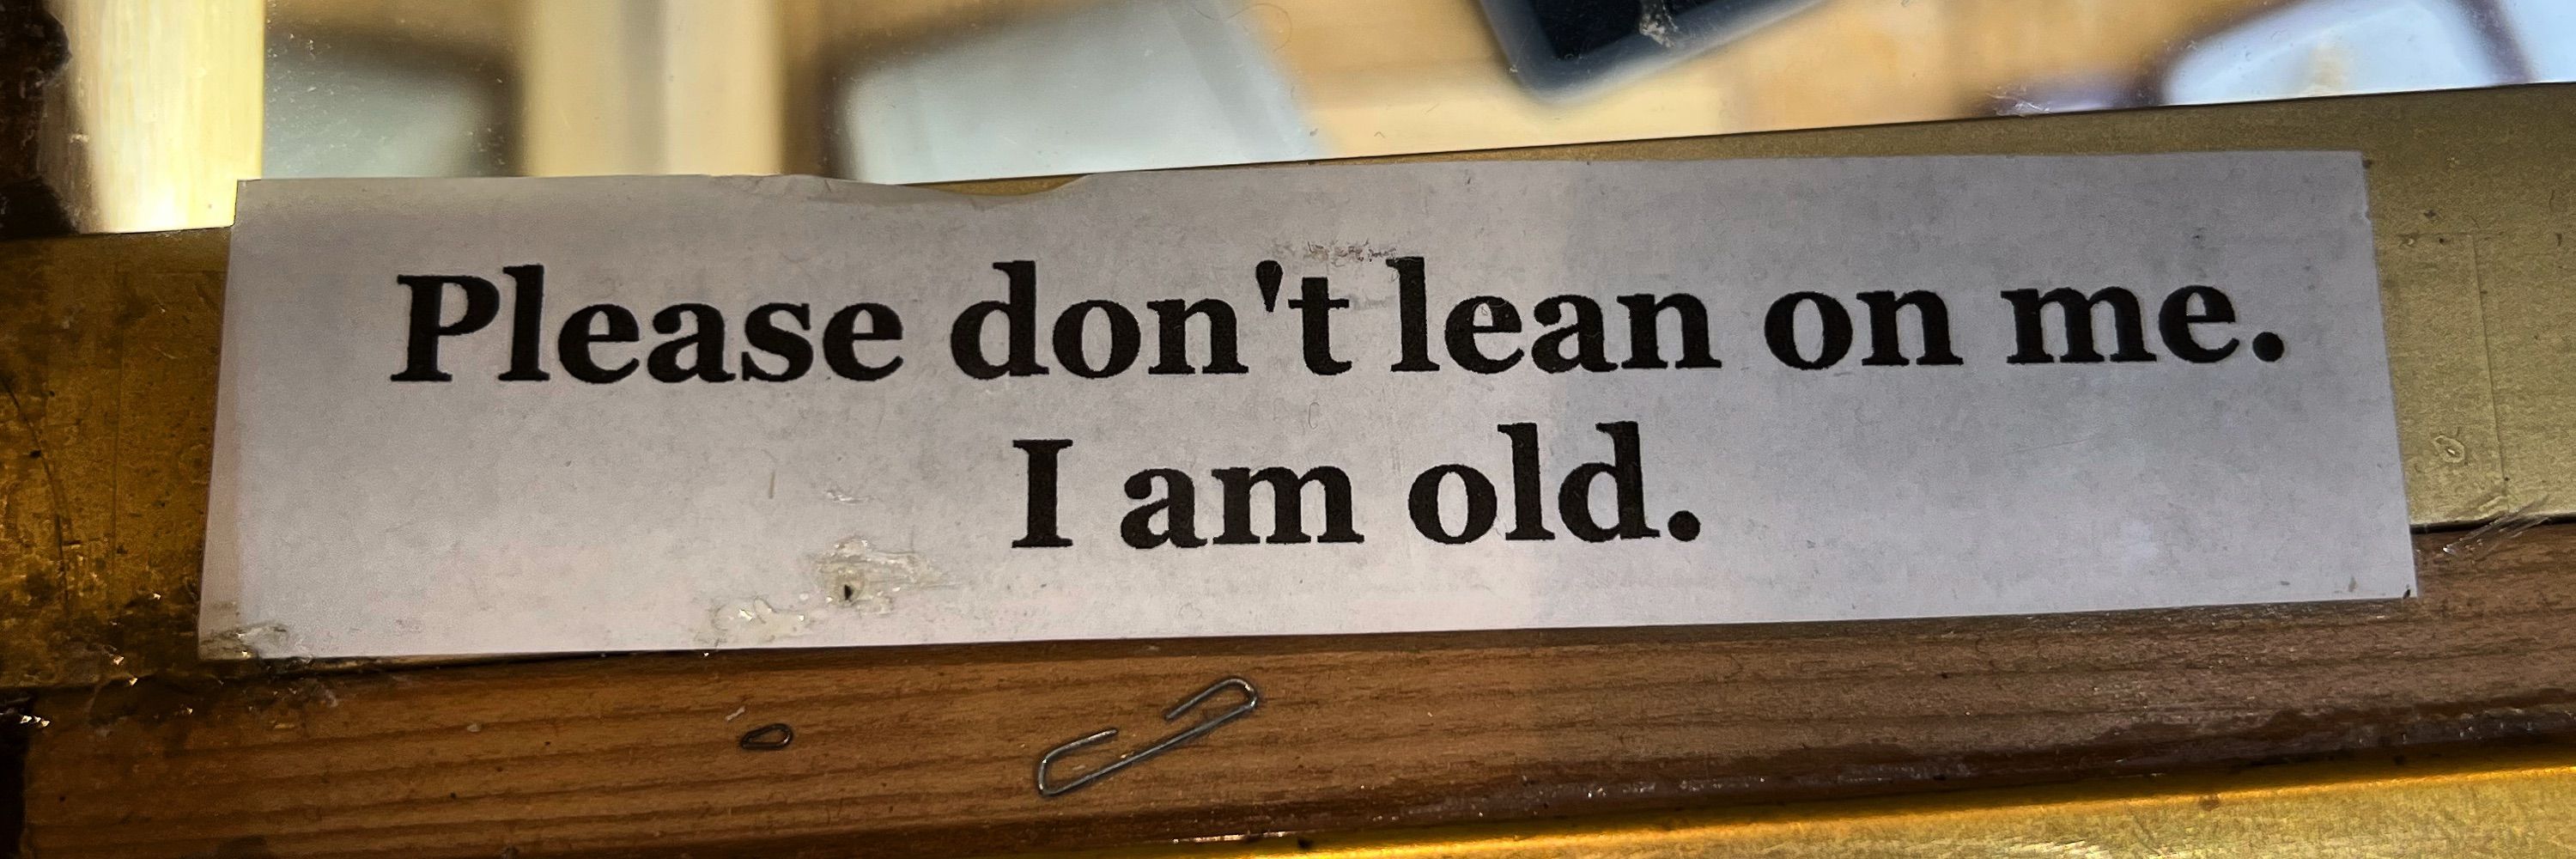 Please don't lean on me.
I am old.